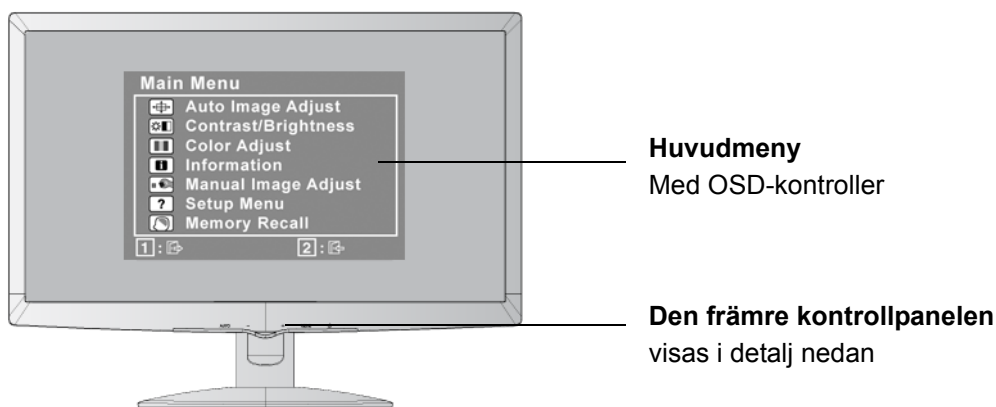 Main Menu
Auto Image Adjust
Contrast/Brightness
Color Adjust
Information
Manual Image Adjust
? Setup Menu
Memory Recall
1 : 2 :
Huvudmeny
Med OSD-kontroller
Den främre kontrollpanelen
visas i detalj nedan
AUTO